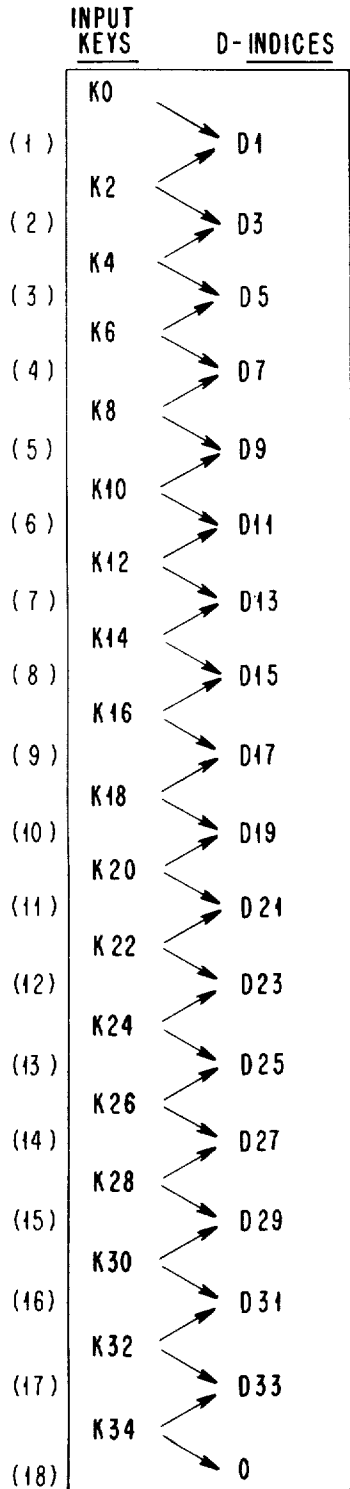 INPUT
KEYS D-INDICES
K0
(1) D1
K2
(2) D3
K4
(3) D5
K6
(4) D7
K8
(5) D9
K10
(6) D11
K12
(7) D13
K14
(8) D15
K16
(9) D17
K18
(10) D19
K20
(11) D21
K22
(12) D23
K24
(13) D25
K26
(14) D27
K28
(15) D29
K30
(16) D31
K32
(17) D33
K34
(18) 0